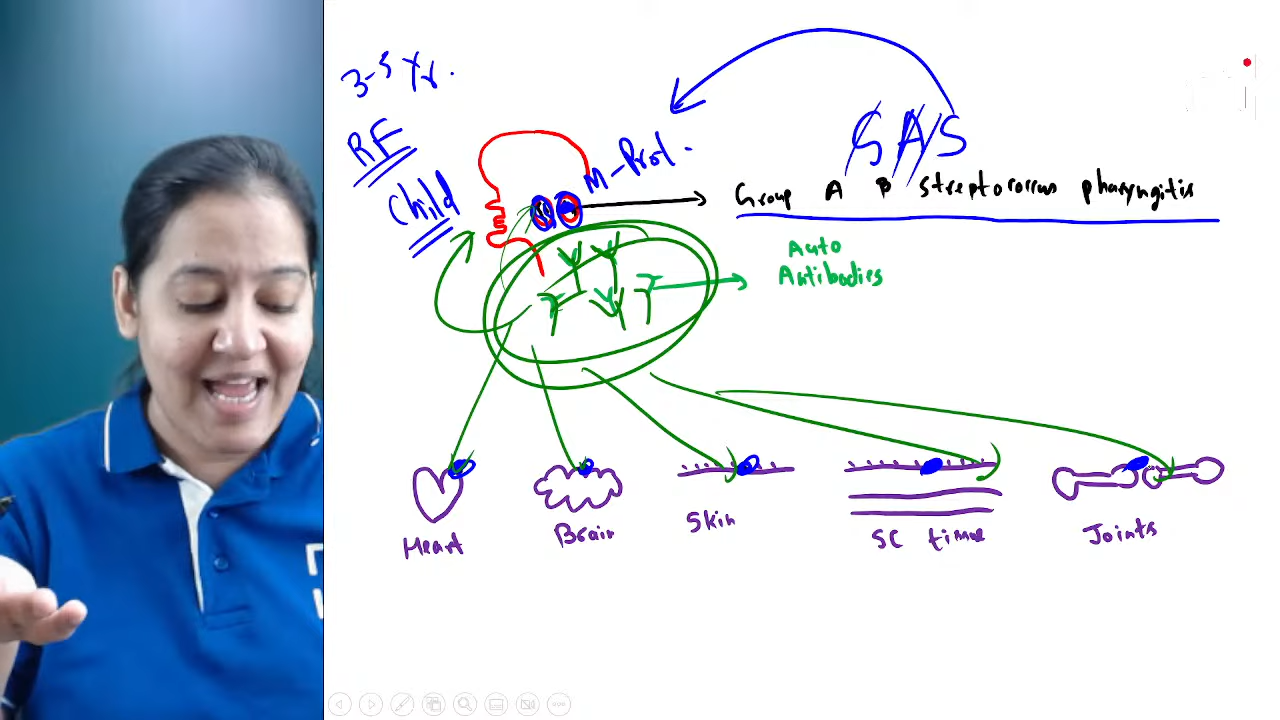 3-5 Yr.
RF
Child
M-Prot.
GAS
Group A β streptococcus pharyngitis
Auto
Antibodies
Heart
Brain
Skin
SC tissue
Joints